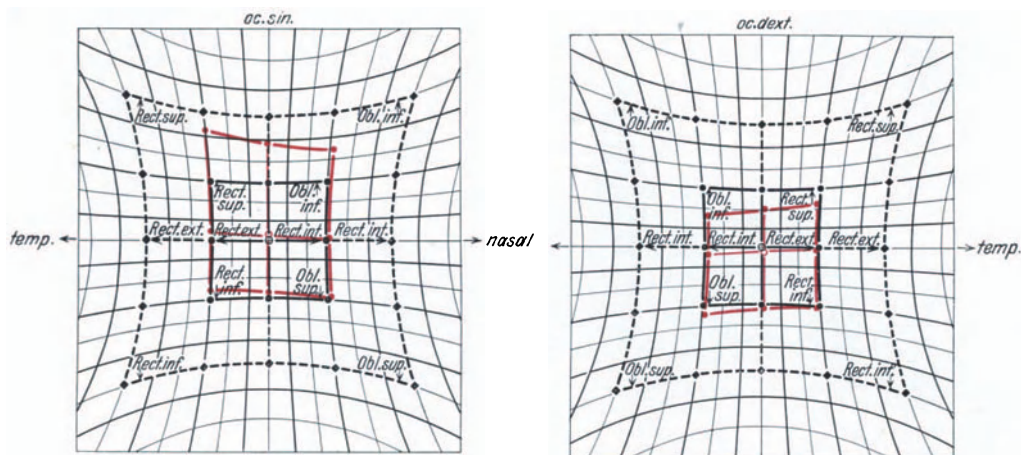 oc. sin.
Rect. sup.
Obl. inf.
Rect. sup.
Obl. inf.
temp.
Rect. ext.
Rect. ext.
Rect. int.
Rect. int.
nasal
Rect. inf.
Obl. sup.
Rect. inf.
Obl. sup.
oc. dext.
Obl. inf.
Rect. sup.
Obl. inf.
Rect. sup.
Rect. int.
Rect. int.
Rect. ext.
Rect. ext.
temp.
Obl. sup.
Rect. inf.
Obl. sup.
Rect. inf.